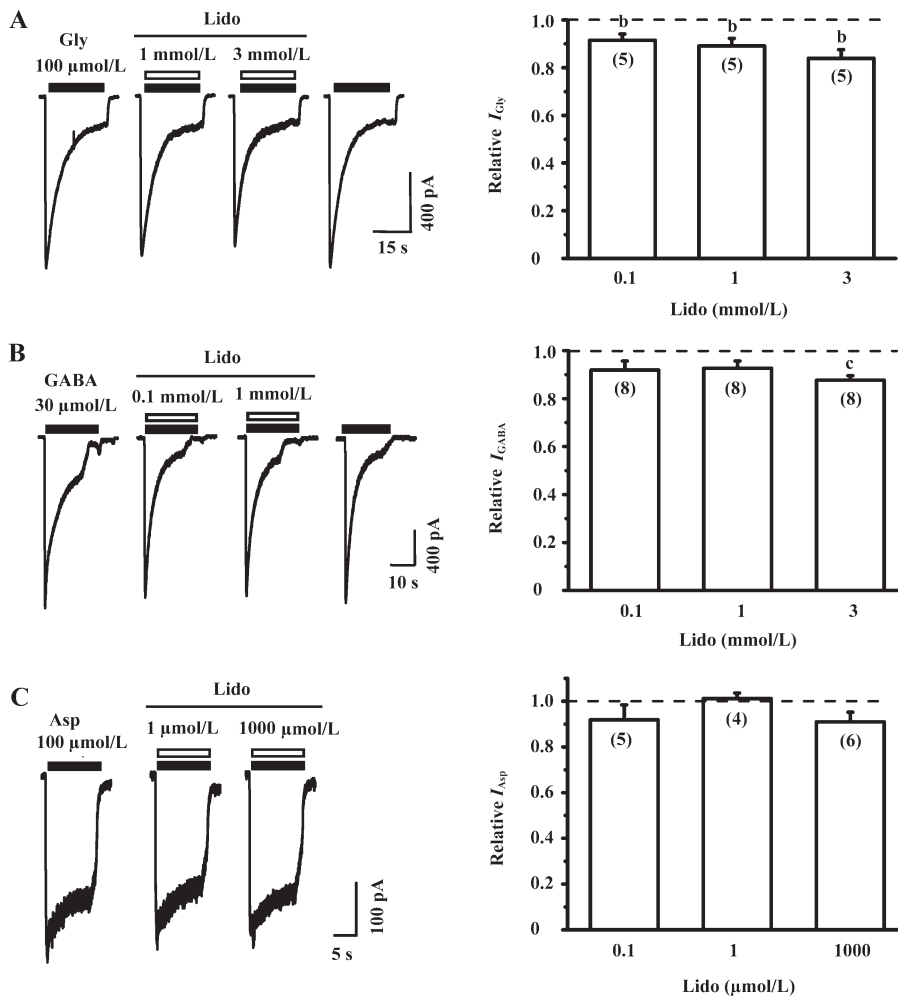 A
Lido
Gly
100 µmol/L
1 mmol/L
3 mmol/L
400 pA
15 s
1.0
0.8
0.6
0.4
0.2
0
Relative I Gly
b
b
b
(5)
(5)
(5)
0.1
1
3
Lido (mmol/L)
B
Lido
GABA
30 µmol/L
0.1 mmol/L
1 mmol/L
400 pA
10 s
1.0
0.8
0.6
0.4
0.2
0
Relative I GABA
c
(8)
(8)
(8)
0.1
1
3
Lido (mmol/L)
C
Lido
Asp
100 µmol/L
1 µmol/L
1000 µmol/L
100 pA
5 s
1.0
0.8
0.6
0.4
0.2
0
Relative I Asp
(5)
(4)
(6)
0.1
1
1000
Lido (µmol/L)